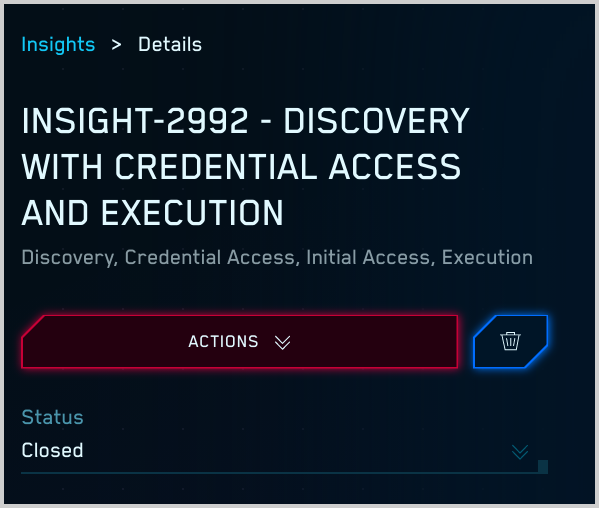 Insights > Details
INSIGHT-2992 - DISCOVERY
WITH CREDENTIAL ACCESS
AND EXECUTION
Discovery, Credential Access, Initial Access, Execution
ACTIONS
Status
Closed